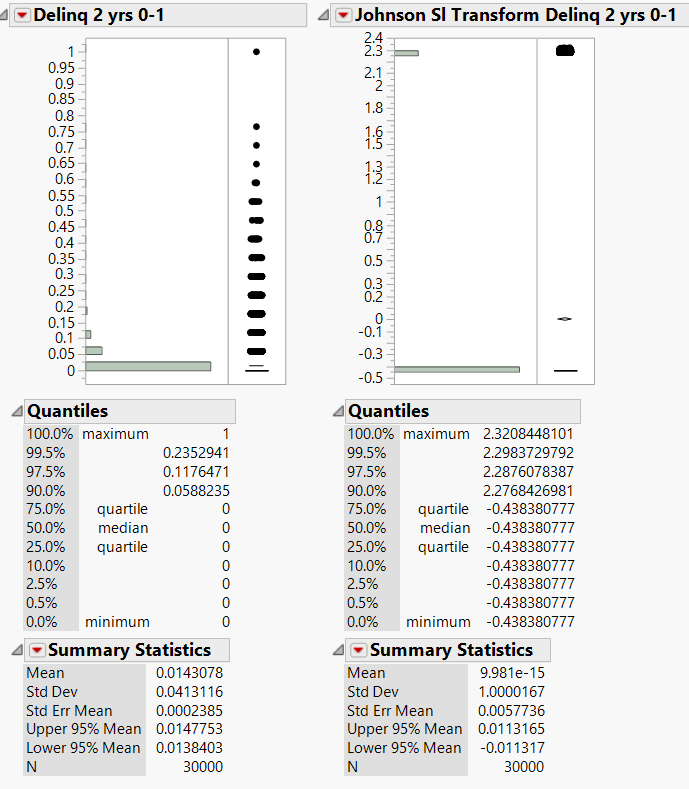 Delinq 2 yrs 0-1
1
0.95
0.9
0.85
0.8
0.75
0.7
0.65
0.6
0.55
0.5
0.45
0.4
0.35
0.3
0.25
0.2
0.15
0.1
0.05
0
Quantiles
100.0% maximum 1
99.5% 0.2352941
97.5% 0.1176471
90.0% 0.0588235
75.0% quartile 0
50.0% median 0
25.0% quartile 0
10.0% 0
2.5% 0
0.5% 0
0.0% minimum 0
Summary Statistics
Mean 0.0143078
Std Dev 0.0413116
Std Err Mean 0.0002385
Upper 95% Mean 0.0147753
Lower 95% Mean 0.0138403
N 30000
Johnson Sl Transform Delinq 2 yrs 0-1
2.4
2.3
2.1
2
1.8
1.6
1.5
1.3
1.2
1
0.8
0.7
0.5
0.3
0.2
0
-0.1
-0.3
-0.5
Quantiles
100.0% maximum 2.3208448101
99.5% 2.2983729792
97.5% 2.2876078387
90.0% 2.2768426981
75.0% quartile -0.438380777
50.0% median -0.438380777
25.0% quartile -0.438380777
10.0% -0.438380777
2.5% -0.438380777
0.5% -0.438380777
0.0% minimum -0.438380777
Summary Statistics
Mean 9.981e-15
Std Dev 1.0000167
Std Err Mean 0.0057736
Upper 95% Mean 0.0113165
Lower 95% Mean -0.011317
N 30000